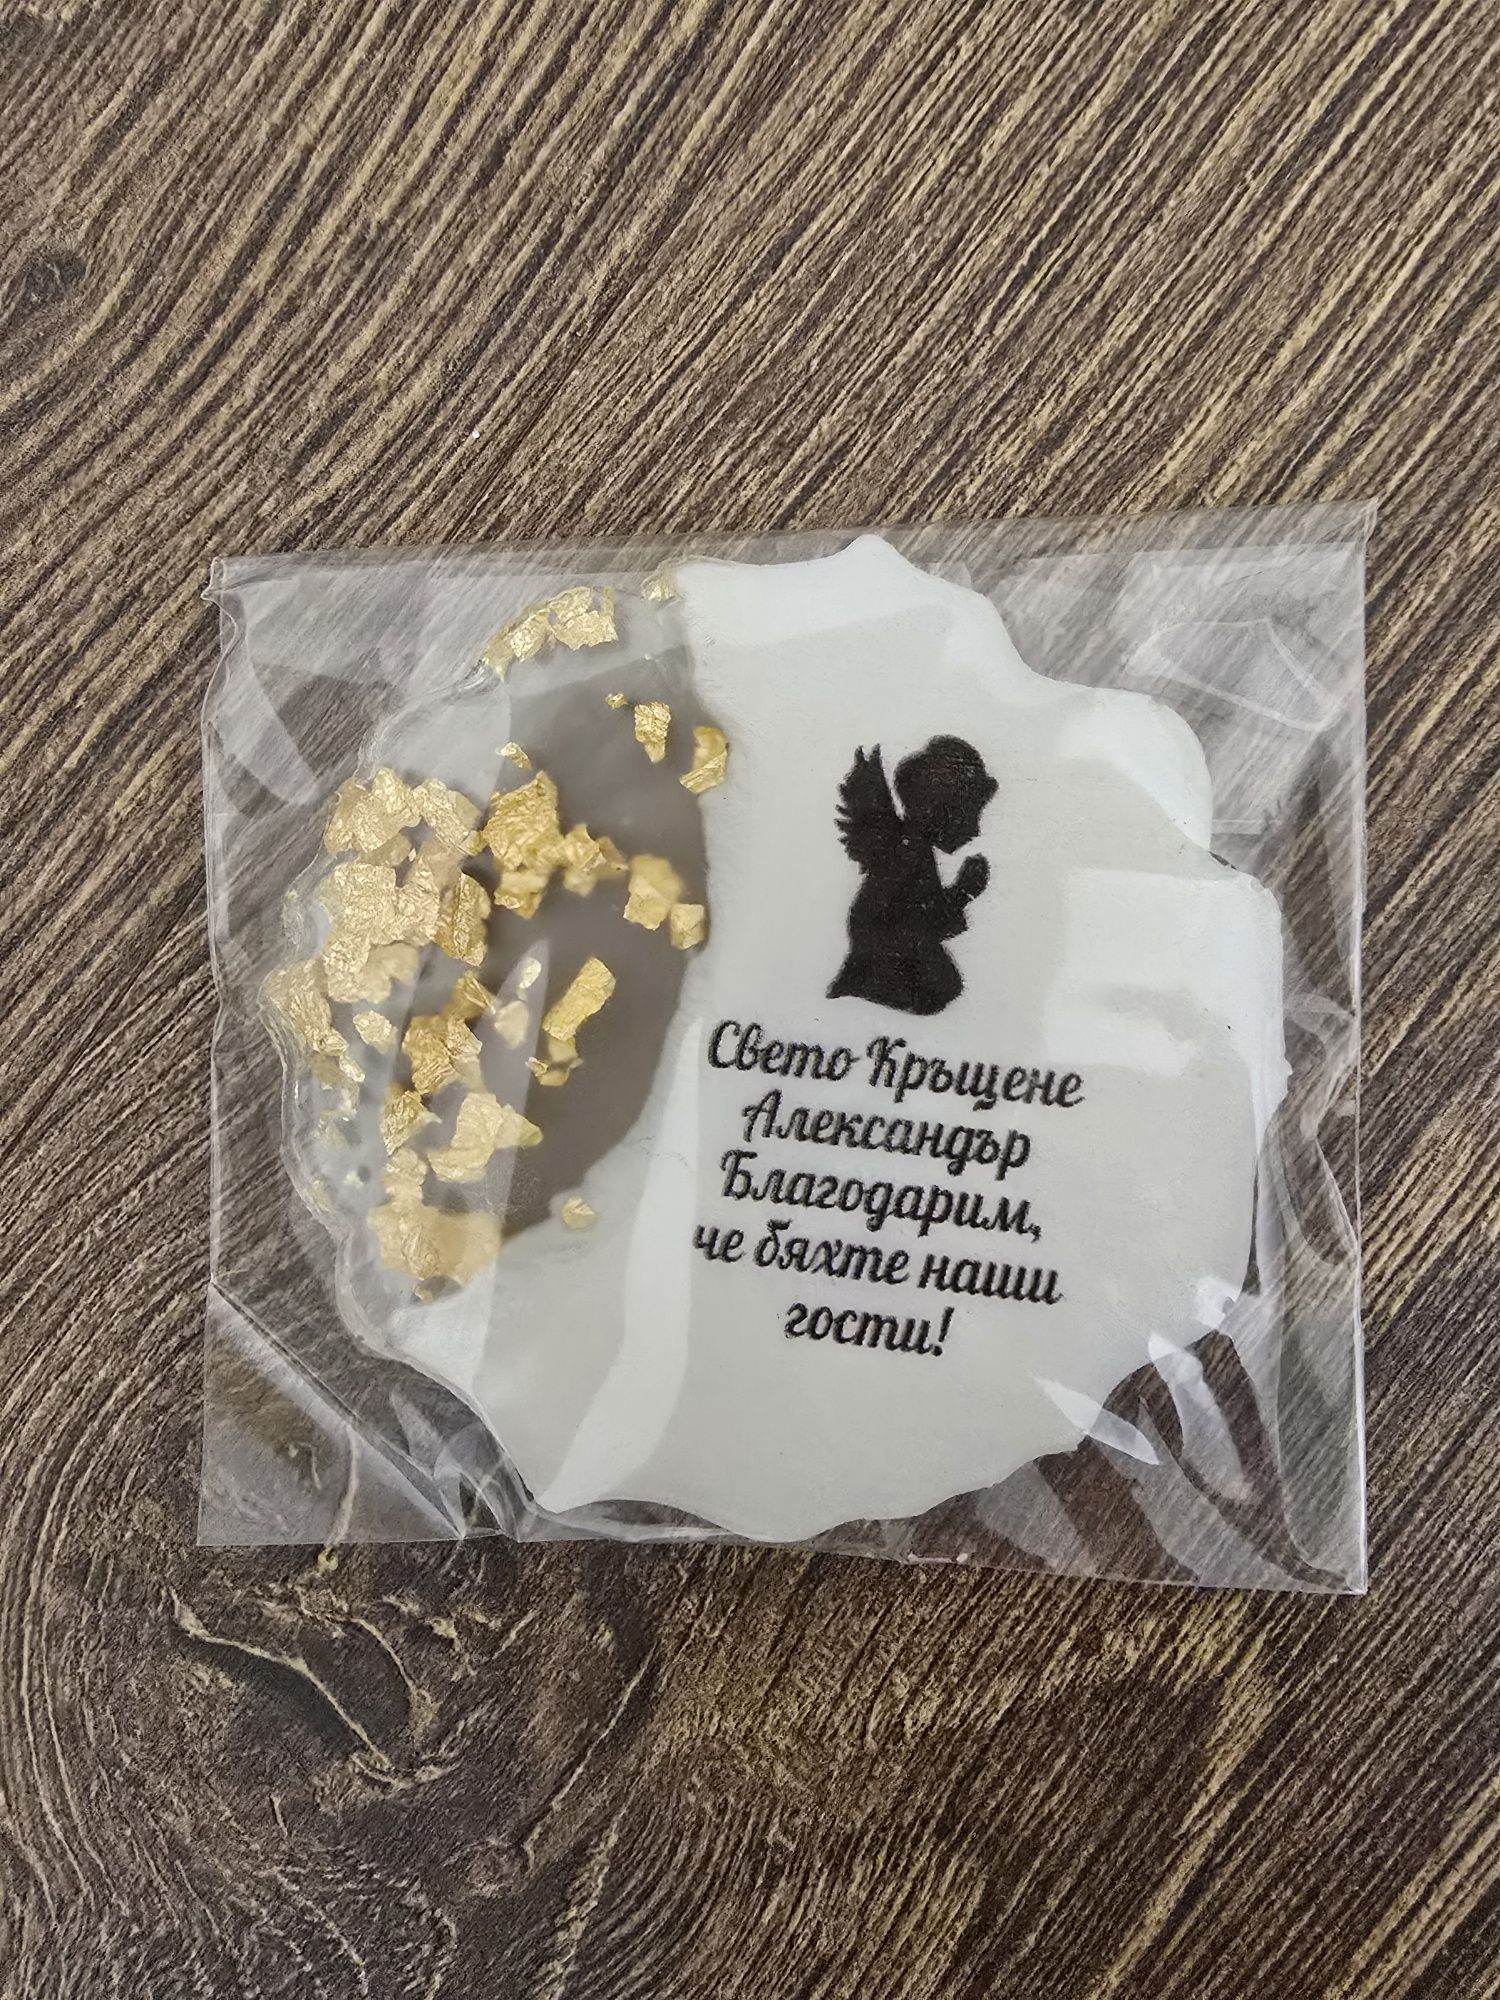 Свето Кръщене
Александър
Благодарим,
че бяхте наши
гости!